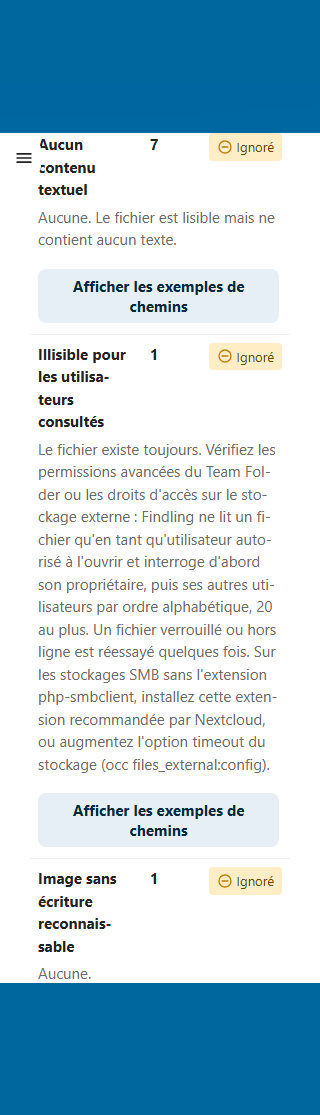 Aucun 7 Ignoré
contenu
textuel
Aucune. Le fichier est lisible mais ne
contient aucun texte.
Afficher les exemples de
chemins
Illisible pour 1 Ignoré
les utilisa-
teurs
consultés
Le fichier existe toujours. Vérifiez les
permissions avancées du Team Fol-
der ou les droits d'accès sur le sto-
ckage externe : Findling ne lit un fi-
chier qu'en tant qu'utilisateur auto-
risé à l'ouvrir et interroge d'abord
son propriétaire, puis ses autres uti-
lisateurs par ordre alphabétique, 20
au plus. Un fichier verrouillé ou hors
ligne est réessayé quelques fois. Sur
les stockages SMB sans l'extension
php-smbclient, installez cette exten-
sion recommandée par Nextcloud,
ou augmentez l'option timeout du
stockage (occ files_external:config).
Afficher les exemples de
chemins
Image sans 1 Ignoré
écriture
reconnais-
sable
Aucune.